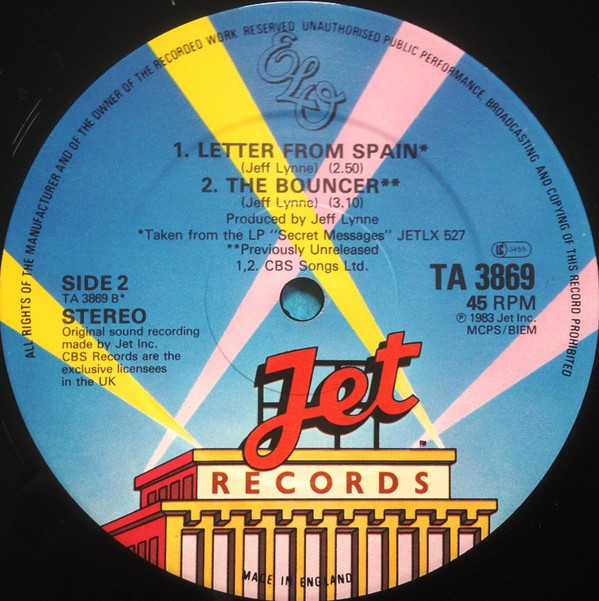 ALL RIGHTS OF THE MANUFACTURER AND OF THE OWNER OF THE RECORDED WORK RESERVED UNAUTHORISED PUBLIC PERFORMANCE, BROADCASTING AND COPYING OF THIS RECORD PROHIBITED
ELO
1. LETTER FROM SPAIN*
(Jeff Lynne) (2.50)
2. THE BOUNCER**
(Jeff Lynne) (3.10)
Produced by Jeff Lynne
*Taken from the LP "Secret Messages" JETLX 527
**Previously Unreleased
1,2. CBS Songs Ltd.
LC 3455
SIDE 2
TA 3869 B*
STEREO
Original sound recording
made by Jet Inc.
CBS Records are the
exclusive licensees
in the UK
TA 3869
45 RPM
℗ 1983 Jet Inc.
MCPS/BIEM
Jet
TM
RECORDS
MADE IN ENGLAND